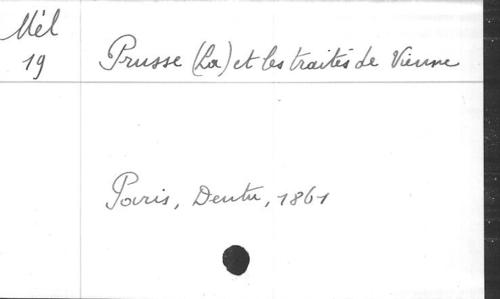 Mél
19
Prusse (La) et les traités de Vienne
Paris, Dentu, 1861